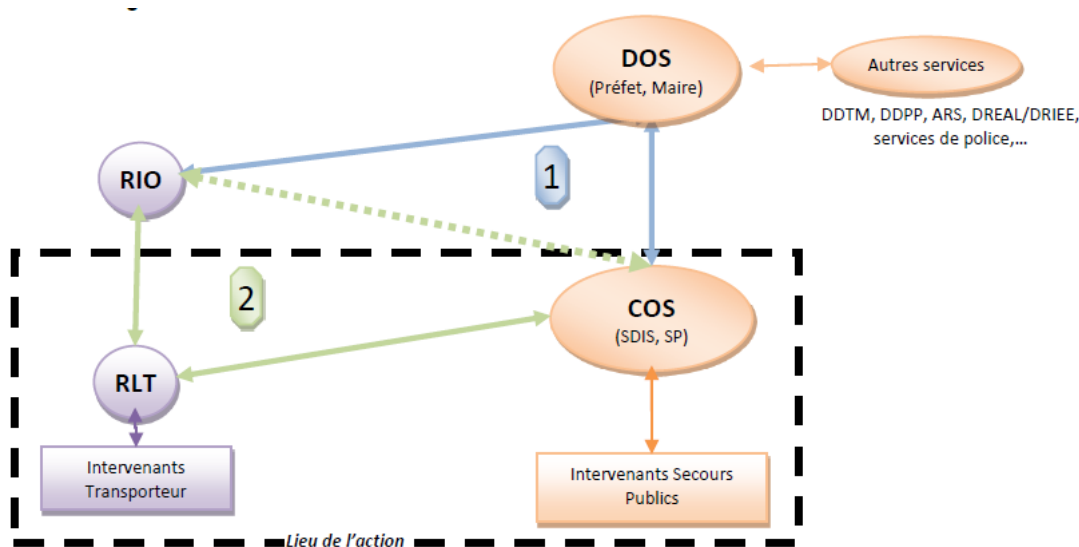 DOS
(Préfet, Maire)
Autres services
DDTM, DDPP, ARS, DREAL/DRIEE,
services de police,...
1
RIO
2
COS
(SDIS, SP)
RLT
Intervenants
Transporteur
Intervenants Secours
Publics
Lieu de l'action